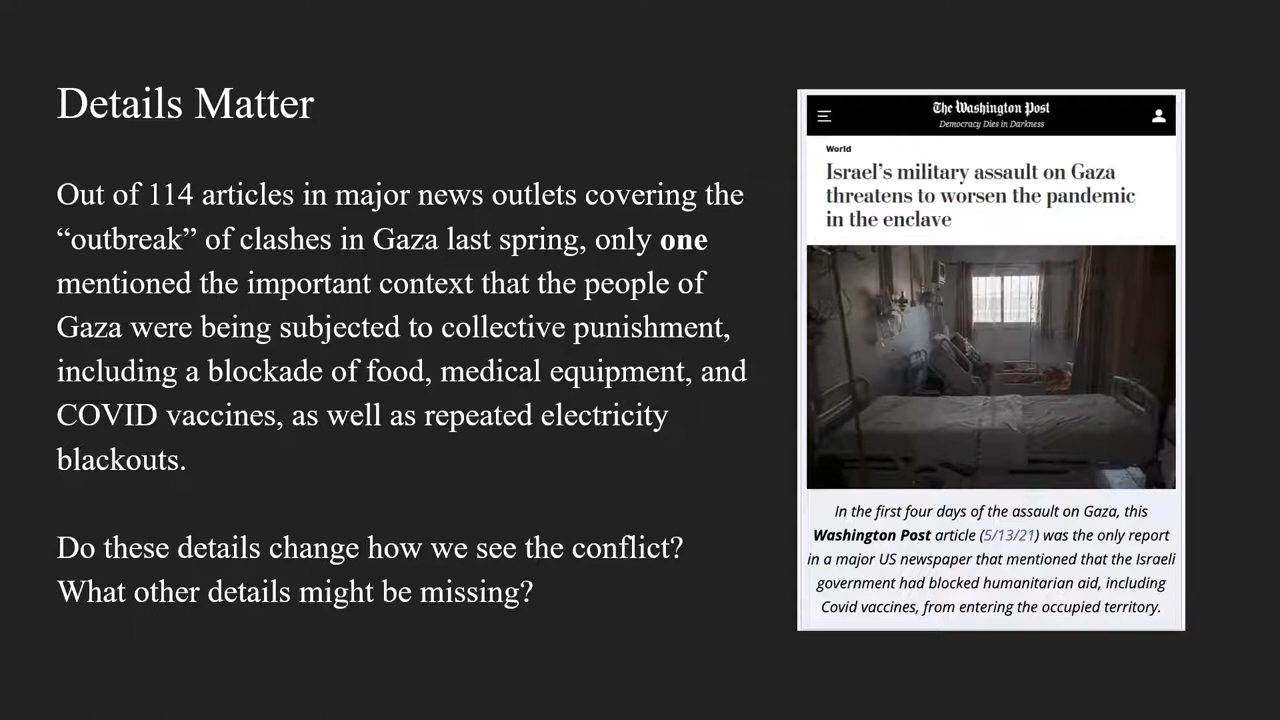 Details Matter
Out of 114 articles in major news outlets covering the
“outbreak” of clashes in Gaza last spring, only one
mentioned the important context that the people of
Gaza were being subjected to collective punishment,
including a blockade of food, medical equipment, and
COVID vaccines, as well as repeated electricity
blackouts.
Do these details change how we see the conflict?
What other details might be missing?
The Washington Post
Democracy Dies in Darkness
World
Israel’s military assault on Gaza
threatens to worsen the pandemic
in the enclave
In the first four days of the assault on Gaza, this
Washington Post article (5/13/21) was the only report
in a major US newspaper that mentioned that the Israeli
government had blocked humanitarian aid, including
Covid vaccines, from entering the occupied territory.